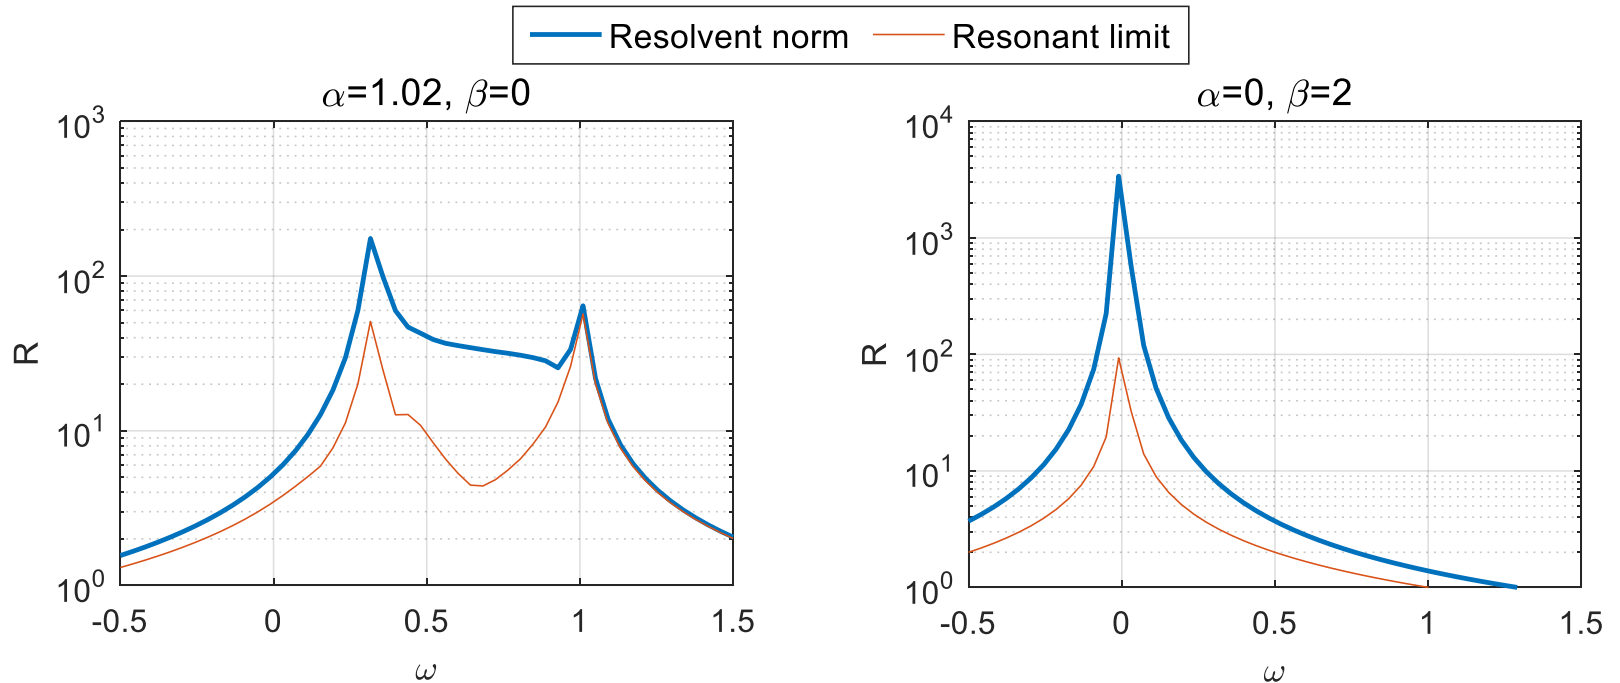 Resolvent norm Resonant limit
α=1.02, β=0
10^3
10^2
10^1
10^0
R
-0.5 0 0.5 1 1.5
ω
α=0, β=2
10^4
10^3
10^2
10^1
10^0
R
-0.5 0 0.5 1 1.5
ω